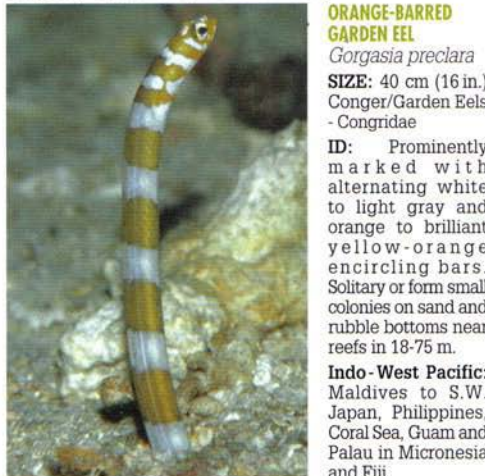 ORANGE-BARRED
GARDEN EEL
Gorgasia preclara
SIZE: 40 cm (16 in.)
Conger/Garden Eels
- Congridae
ID: Prominently
marked with
alternating white
to light gray and
orange to brilliant
yellow-orange
encircling bars.
Solitary or form small
colonies on sand and
rubble bottoms near
reefs in 18-75 m.
Indo-West Pacific:
Maldives to S.W.
Japan, Philippines,
Coral Sea, Guam and
Palau in Micronesia
and Fiji